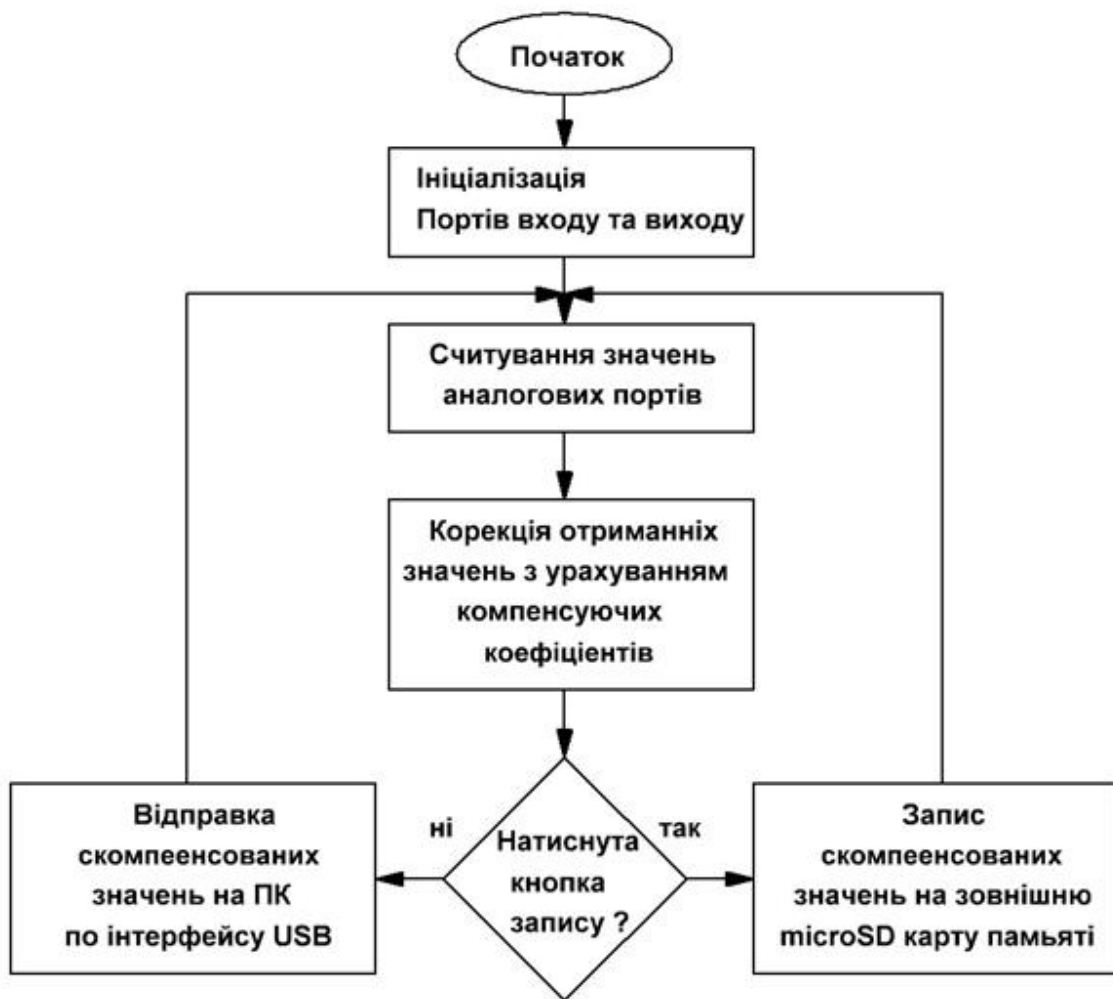 Початок
Ініціалізація
Портів входу та виходу
Считування значень
аналогових портів
Корекція отриманніх
значень з урахуванням
компенсуючих
коефіціентів
Відправка
скомпеенсованих
значень на ПК
по інтерфейсу USB
ні
Натиснута
кнопка
запису ?
так
Запис
скомпеенсованих
значень на зовнішню
microSD карту памьяті